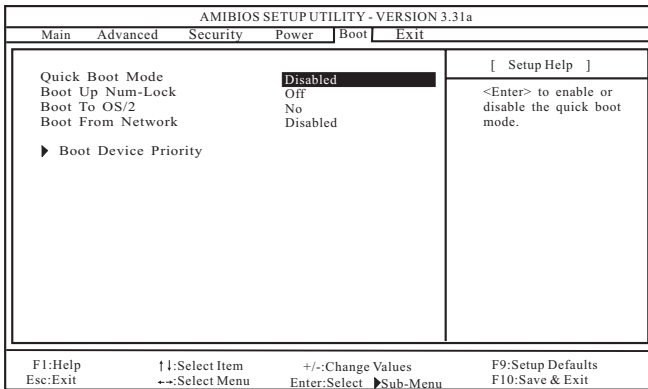 AMIBIOS SETUP UTILITY - VERSION 3.31a
Main Advanced Security Power Boot Exit
Quick Boot Mode Disabled
Boot Up Num-Lock Off
Boot To OS/2 No
Boot From Network Disabled
▶ Boot Device Priority
[ Setup Help ]
<Enter> to enable or
disable the quick boot
mode.
F1:Help ↑↓:Select Item +/-:Change Values F9:Setup Defaults
Esc:Exit ←→:Select Menu Enter:Select ▶Sub-Menu F10:Save & Exit